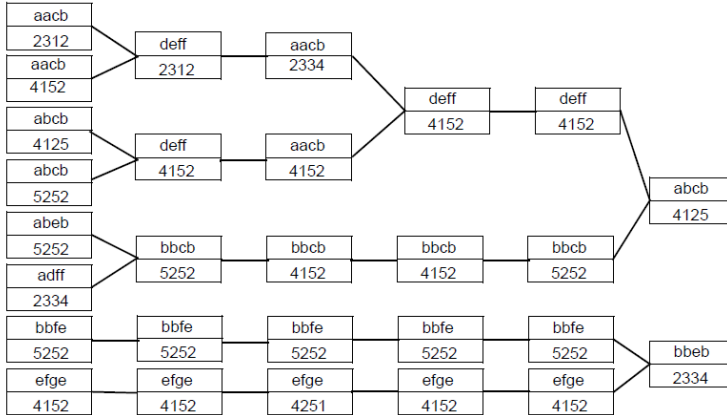 aacb
2312
aacb
4152
deff
2312
aacb
2334
deff
4152
deff
4152
abcb
4125
abcb
5252
deff
4152
aacb
4152
abcb
4125
abeb
5252
adff
2334
bbcb
5252
bbcb
4152
bbcb
4152
bbcb
5252
bbfe
5252
bbfe
5252
bbfe
5252
bbfe
5252
bbfe
5252
bbeb
2334
efge
4152
efge
4152
efge
4251
efge
4152
efge
4152